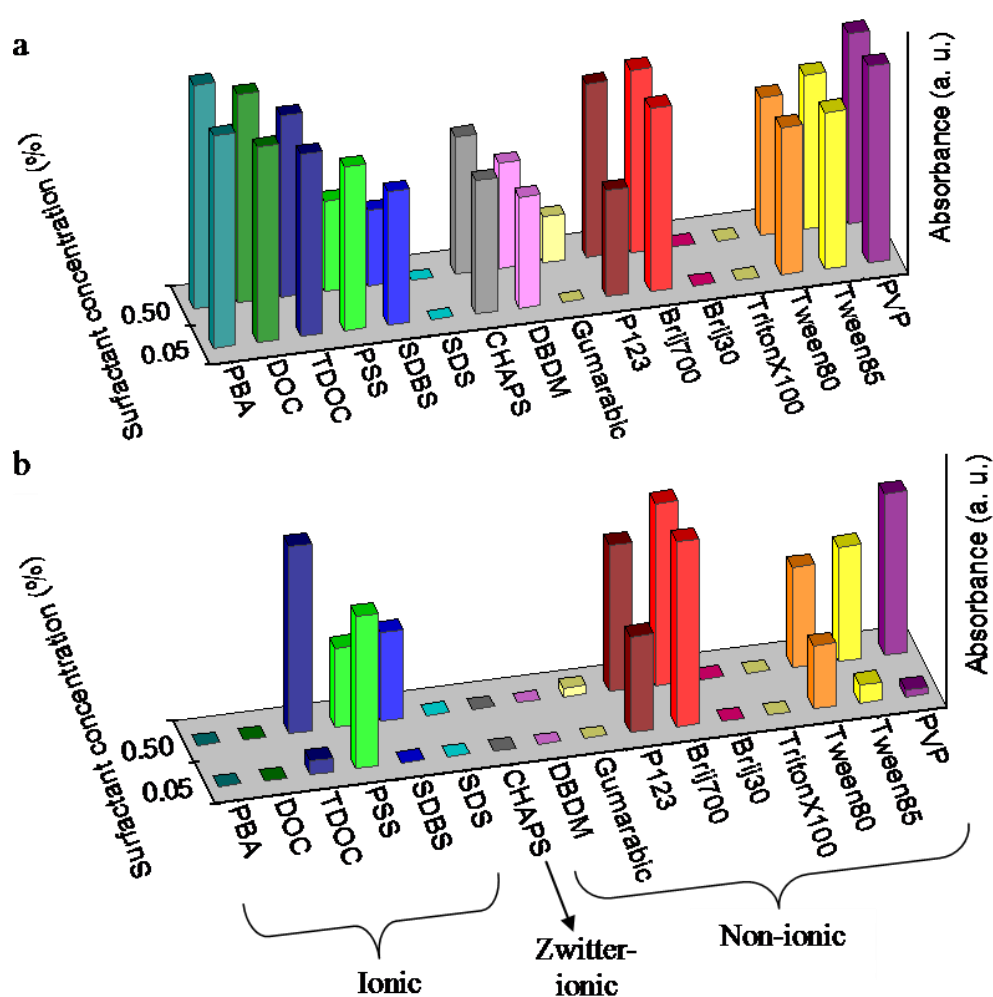 a
Absorbance (a. u.)
Surfactant concentration (%)
0.50
0.05
PBA
DOC
TDOC
PSS
SDBS
SDS
CHAPS
DBDM
Gumarabic
P123
Brij700
Brij30
TritonX100
Tween80
Tween85
PVP
b
Absorbance (a. u.)
Surfactant concentration (%)
0.50
0.05
PBA
DOC
TDOC
PSS
SDBS
SDS
CHAPS
DBDM
Gumarabic
P123
Brij700
Brij30
TritonX100
Tween80
Tween85
PVP
Ionic
Zwitter-
ionic
Non-ionic